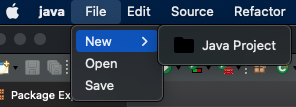 java File Edit Source Refactor
New > Java Project
Open
Save
Package Ex